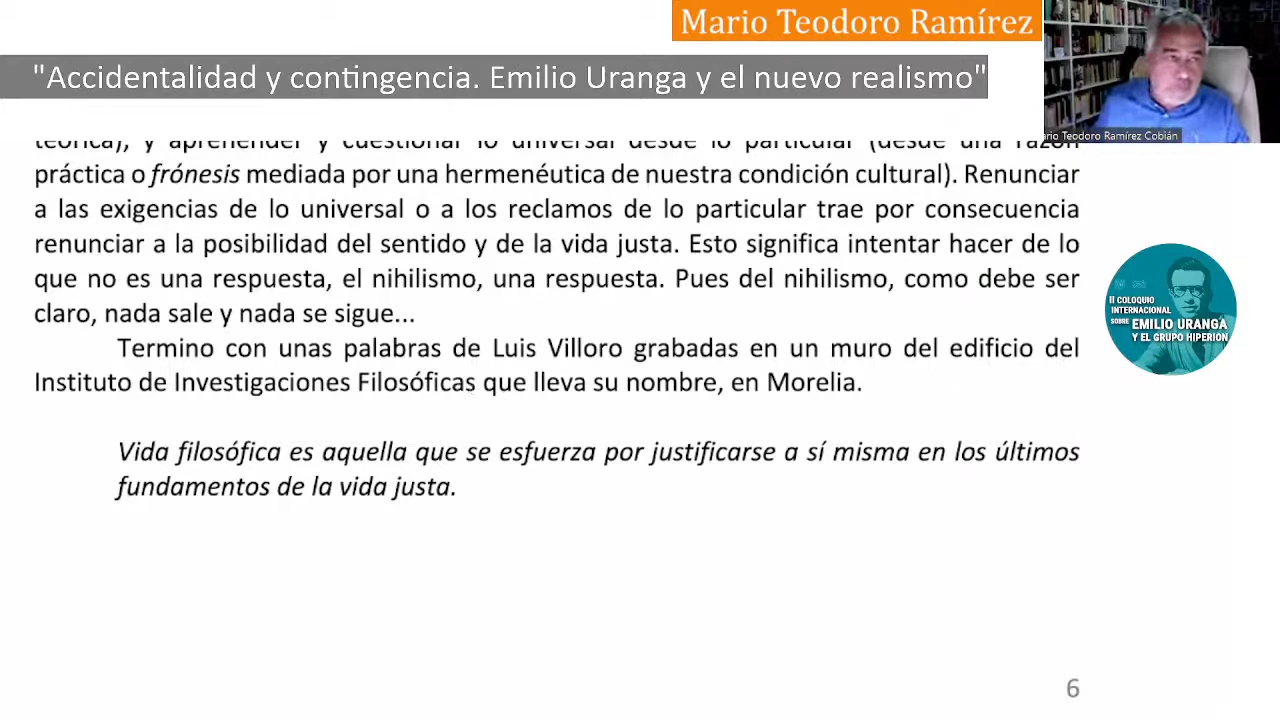 Mario Teodoro Ramírez
"Accidentalidad y contingencia. Emilio Uranga y el nuevo realismo"
ario Teodoro Ramírez Cobián
teórica), y aprehender y cuestionar lo universal desde lo particular (desde una razón
práctica o frónesis mediada por una hermenéutica de nuestra condición cultural). Renunciar
a las exigencias de lo universal o a los reclamos de lo particular trae por consecuencia
renunciar a la posibilidad del sentido y de la vida justa. Esto significa intentar hacer de lo
que no es una respuesta, el nihilismo, una respuesta. Pues del nihilismo, como debe ser
claro, nada sale y nada se sigue...
Termino con unas palabras de Luis Villoro grabadas en un muro del edificio del
Instituto de Investigaciones Filosóficas que lleva su nombre, en Morelia.
Vida filosófica es aquella que se esfuerza por justificarse a sí misma en los últimos
fundamentos de la vida justa.
II COLOQUIO
INTERNACIONAL
SOBRE EMILIO URANGA
Y EL GRUPO HIPERIÓN
6